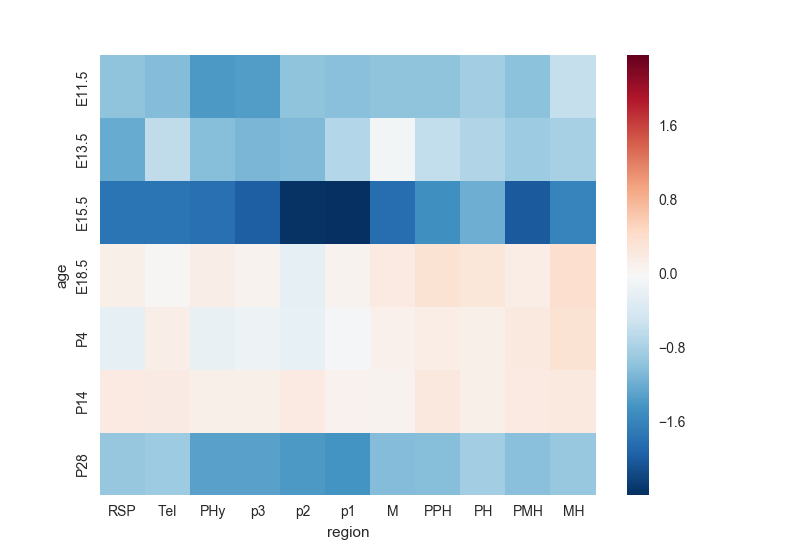 E11.5
E13.5
E15.5
E18.5
P4
P14
P28
age
RSP Tel PHy p3 p2 p1 M PPH PH PMH MH
region
1.6
0.8
0.0
−0.8
−1.6